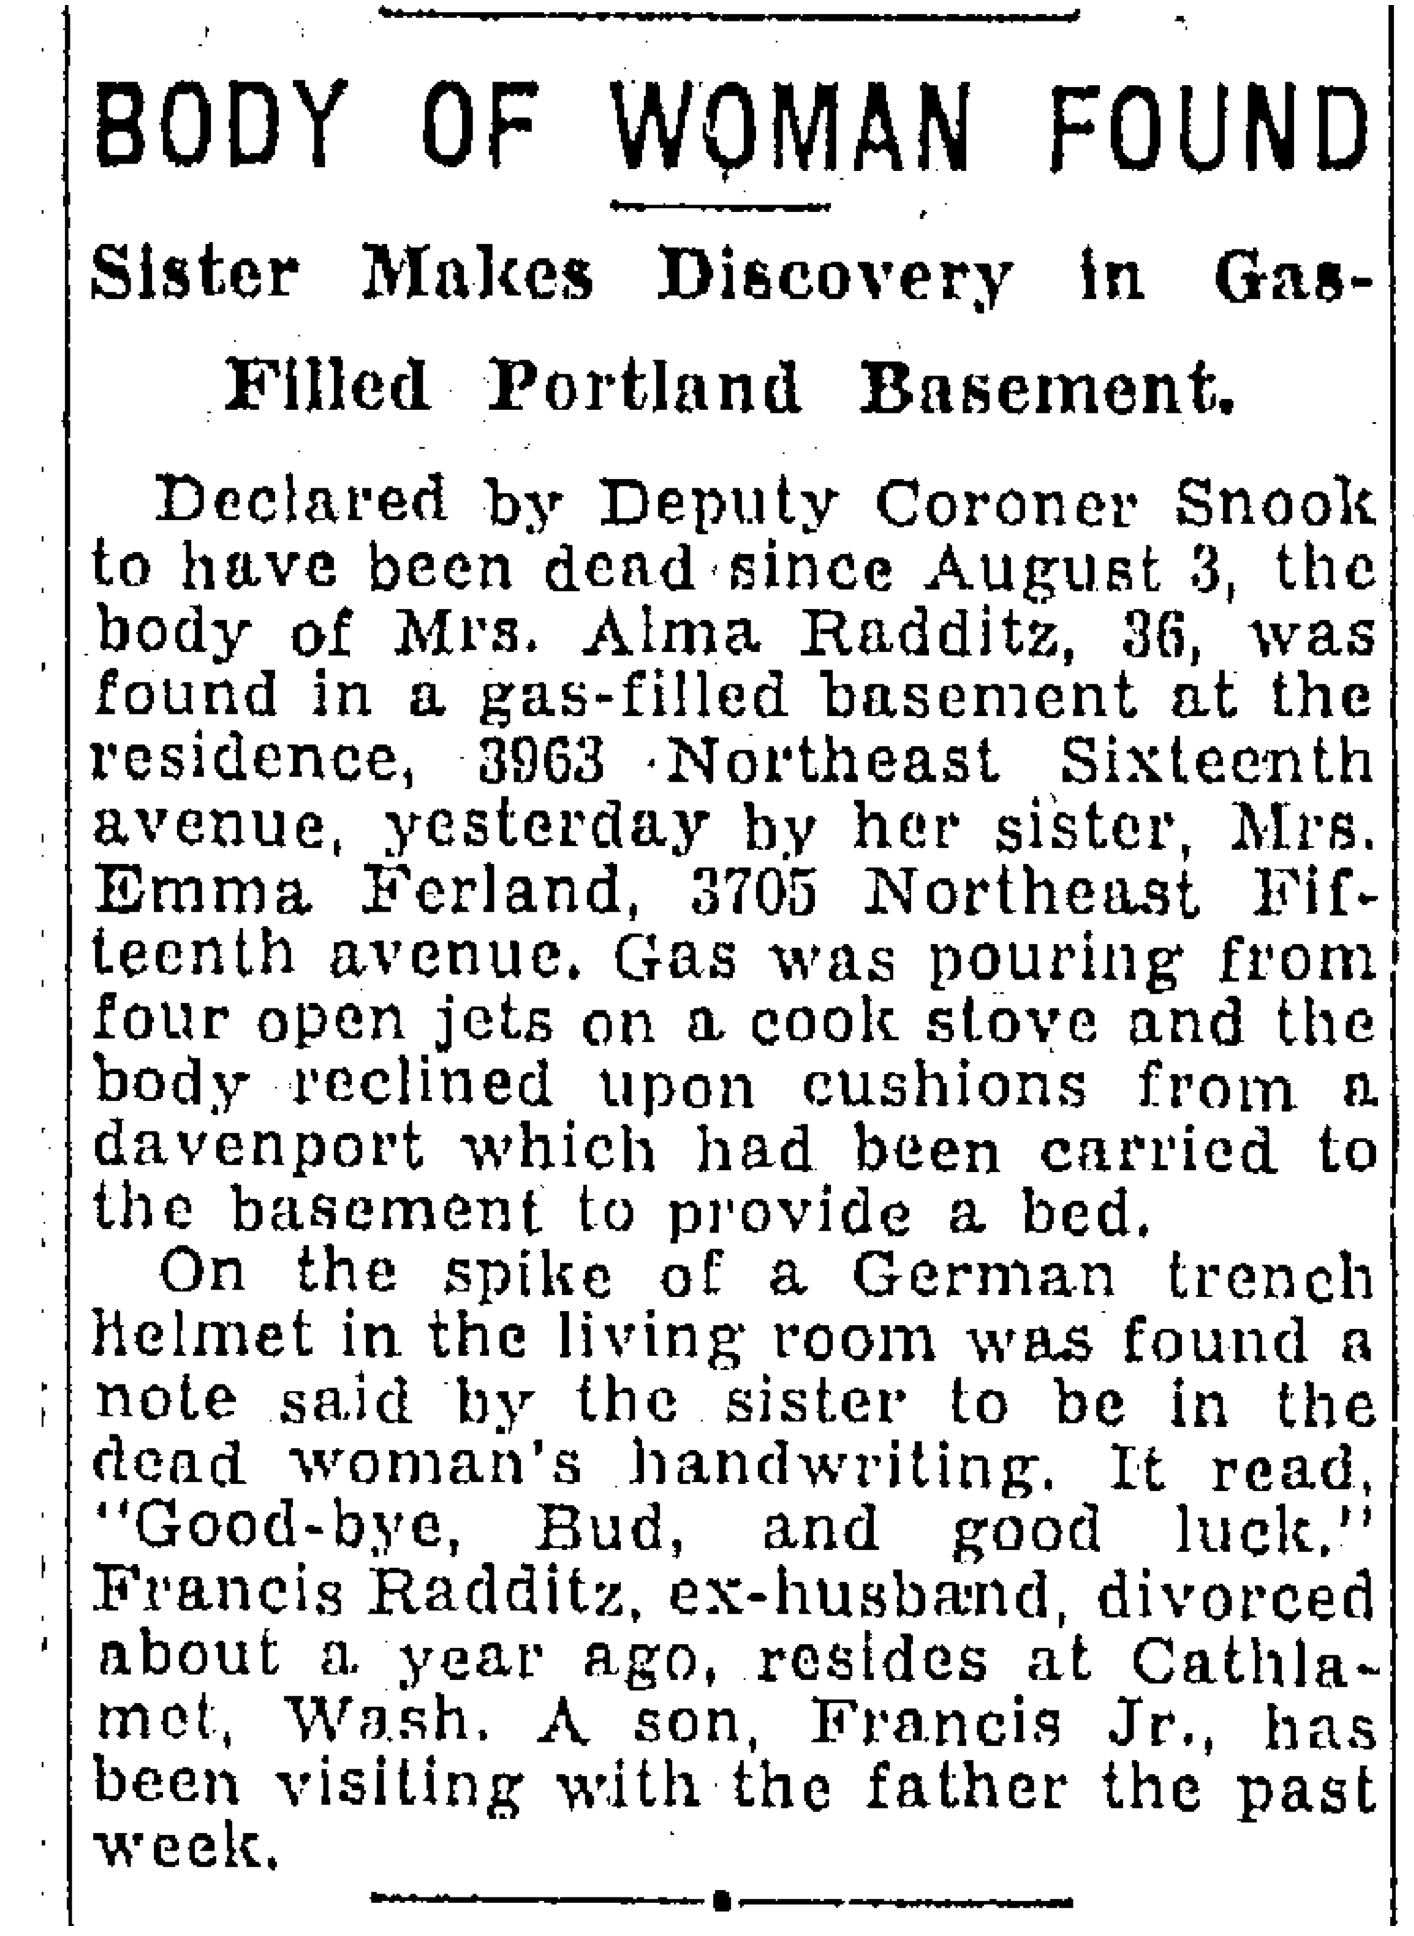 BODY OF WOMAN FOUND
Sister Makes Discovery in Gas-
Filled Portland Basement.
Declared by Deputy Coroner Snook
to have been dead since August 3, the
body of Mrs. Alma Radditz, 36, was
found in a gas-filled basement at the
residence, 3963 Northeast Sixteenth
avenue, yesterday by her sister, Mrs.
Emma Ferland, 3705 Northeast Fif-
teenth avenue. Gas was pouring from
four open jets on a cook stove and the
body reclined upon cushions from a
davenport which had been carried to
the basement to provide a bed.
On the spike of a German trench
helmet in the living room was found a
note said by the sister to be in the
dead woman's handwriting. It read,
"Good-bye, Bud, and good luck."
Francis Radditz, ex-husband, divorced
about a year ago, resides at Cathla-
met, Wash. A son, Francis Jr., has
been visiting with the father the past
week.